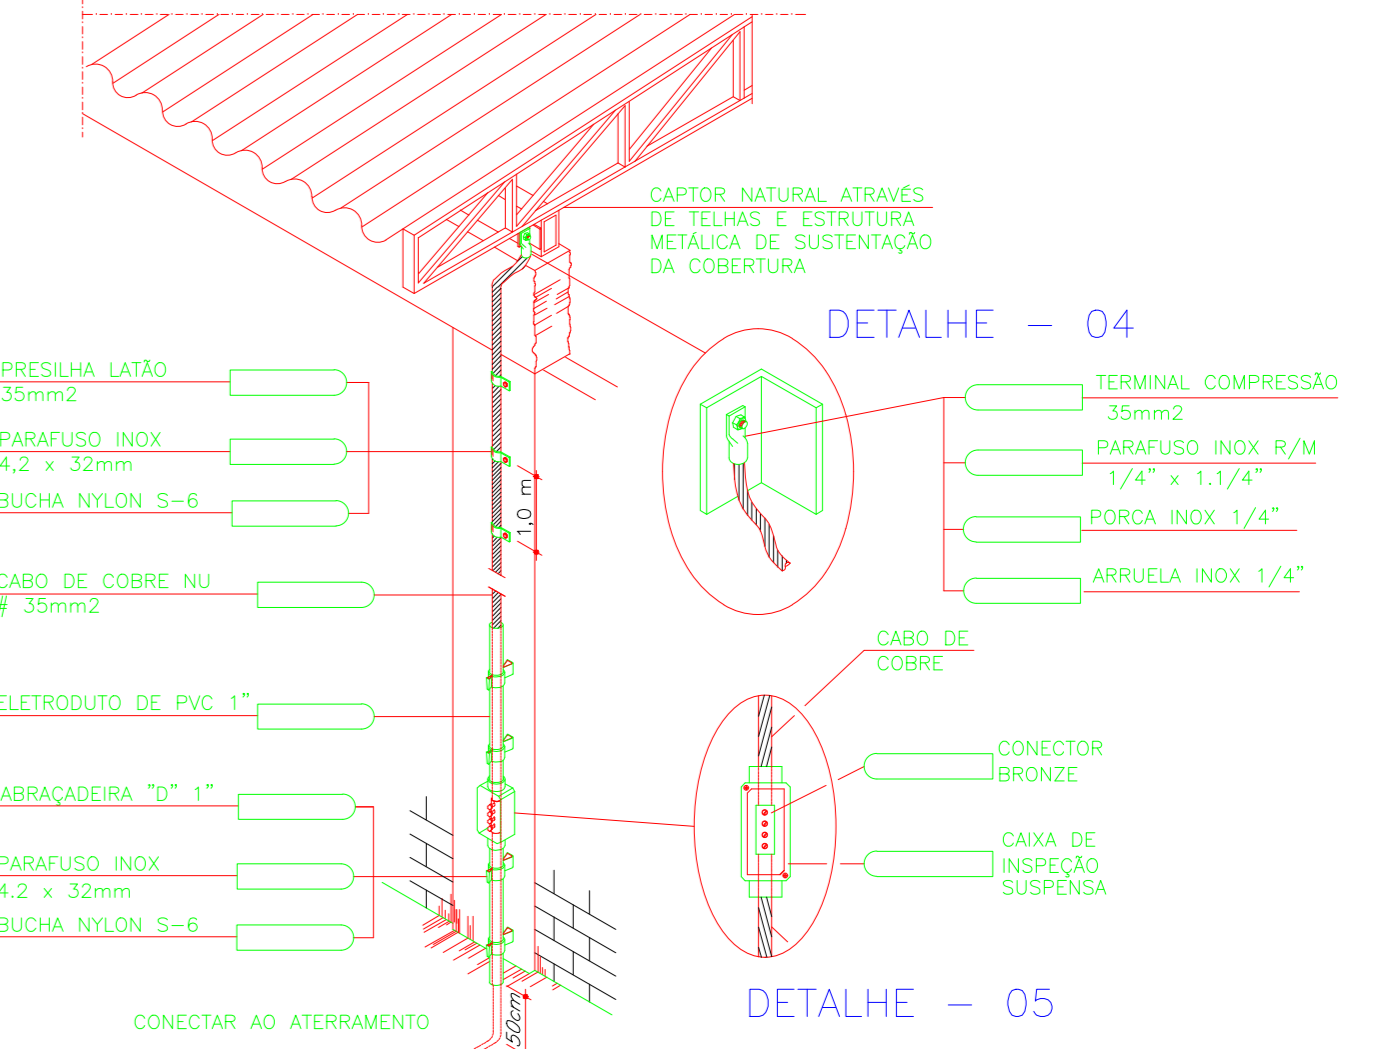 CAPTOR NATURAL ATRAVÉS
DE TELHAS E ESTRUTURA
METÁLICA DE SUSTENTAÇÃO
DA COBERTURA
DETALHE - 04
PRESILHA LATÃO
35mm2
PARAFUSO INOX
4,2 x 32mm
BUCHA NYLON S-6
1,0 m
TERMINAL COMPRESSÃO
35mm2
PARAFUSO INOX R/M
1/4" x 1.1/4"
PORCA INOX 1/4"
ARRUELA INOX 1/4"
CABO DE COBRE NU
# 35mm2
CABO DE
COBRE
ELETRODUTO DE PVC 1"
CONECTOR
BRONZE
ABRAÇADEIRA "D" 1"
PARAFUSO INOX
4.2 x 32mm
BUCHA NYLON S-6
CAIXA DE
INSPEÇÃO
SUSPENSA
DETALHE - 05
50cm
CONECTAR AO ATERRAMENTO